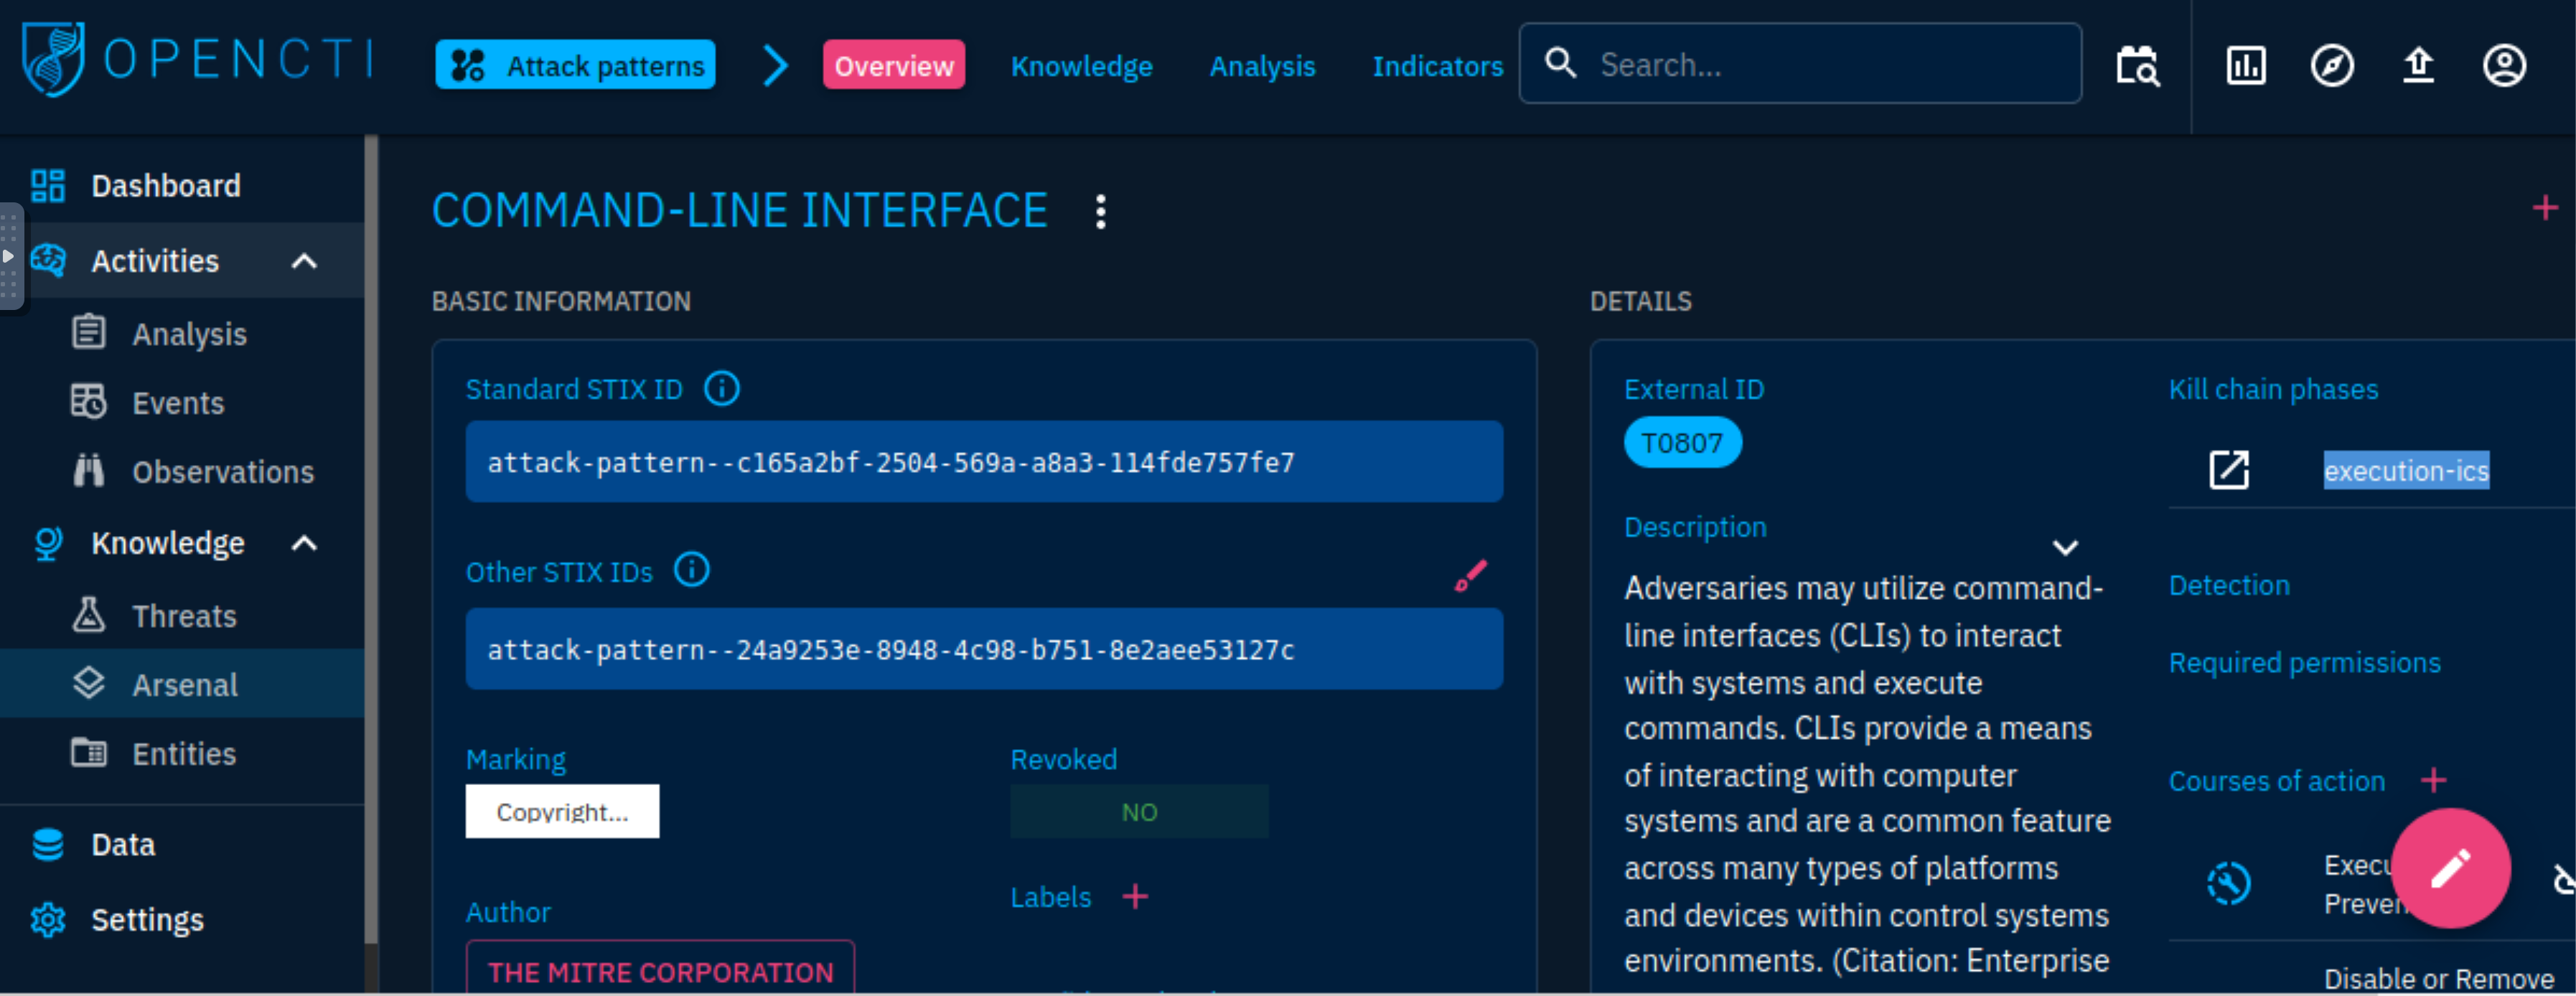 OPENCTI
Attack patterns
Overview
Knowledge
Analysis
Indicators
Search...
Dashboard
Activities
Analysis
Events
Observations
Knowledge
Threats
Arsenal
Entities
Data
Settings
COMMAND-LINE INTERFACE
BASIC INFORMATION
Standard STIX ID
attack-pattern--c165a2bf-2504-569a-a8a3-114fde757fe7
Other STIX IDs
attack-pattern--24a9253e-8948-4c98-b751-8e2aee53127c
Marking
Copyright...
Revoked
NO
Author
THE MITRE CORPORATION
Labels
DETAILS
External ID
T0807
Description
Adversaries may utilize command-
line interfaces (CLIs) to interact
with systems and execute
commands. CLIs provide a means
of interacting with computer
systems and are a common feature
across many types of platforms
and devices within control systems
environments. (Citation: Enterprise
Kill chain phases
execution-ics
Detection
Required permissions
Courses of action
Disable or Remove